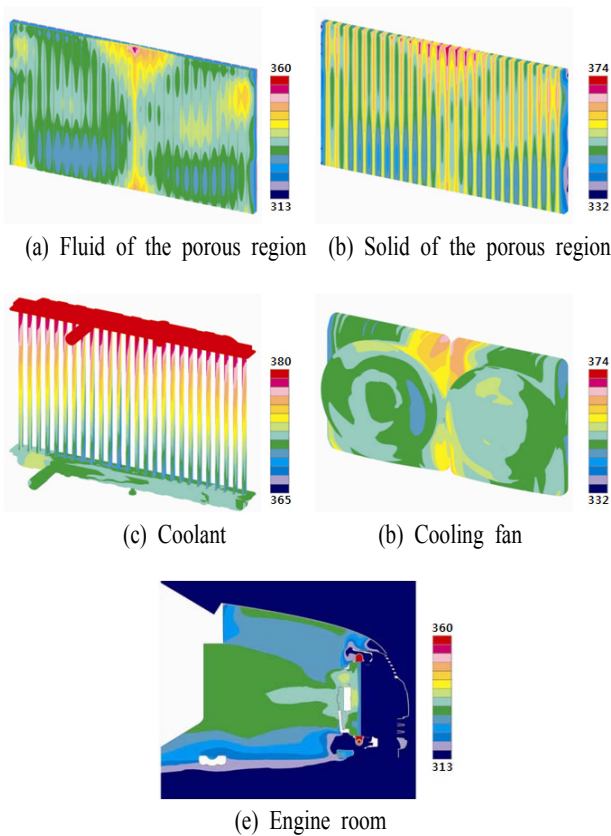 360
313
374
332
(a) Fluid of the porous region
(b) Solid of the porous region
380
365
374
332
(c) Coolant
(b) Cooling fan
360
313
(e) Engine room